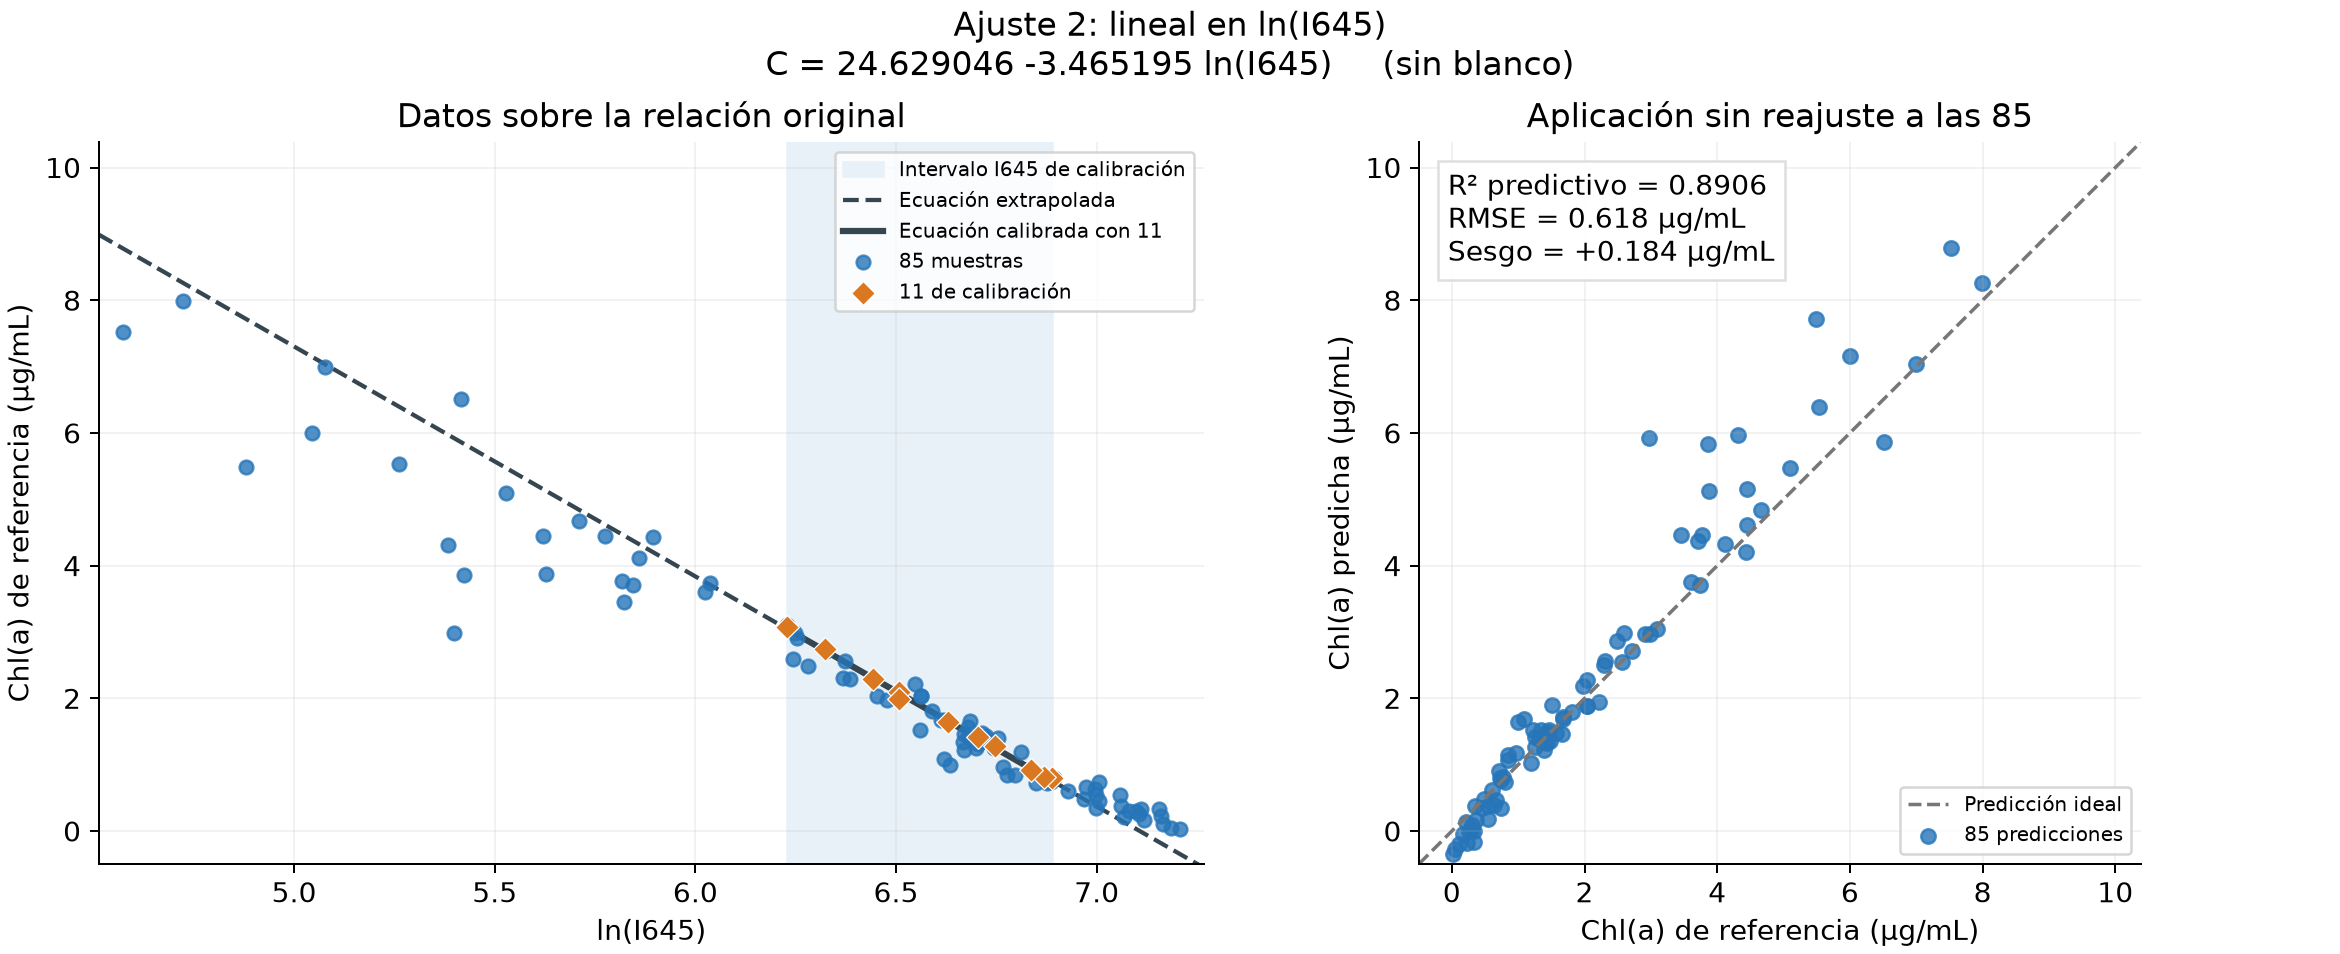 Ajuste 2: lineal en ln(I645)
C = 24.629046 -3.465195 ln(I645)     (sin blanco)
Datos sobre la relación original
Intervalo I645 de calibración
Ecuación extrapolada
Ecuación calibrada con 11
85 muestras
11 de calibración
10
8
6
4
2
0
Chl(a) de referencia (µg/mL)
5.0
5.5
6.0
6.5
7.0
ln(I645)
Aplicación sin reajuste a las 85
R² predictivo = 0.8906
RMSE = 0.618 µg/mL
Sesgo = +0.184 µg/mL
10
8
6
4
2
0
Chl(a) predicha (µg/mL)
Predicción ideal
85 predicciones
0
2
4
6
8
10
Chl(a) de referencia (µg/mL)